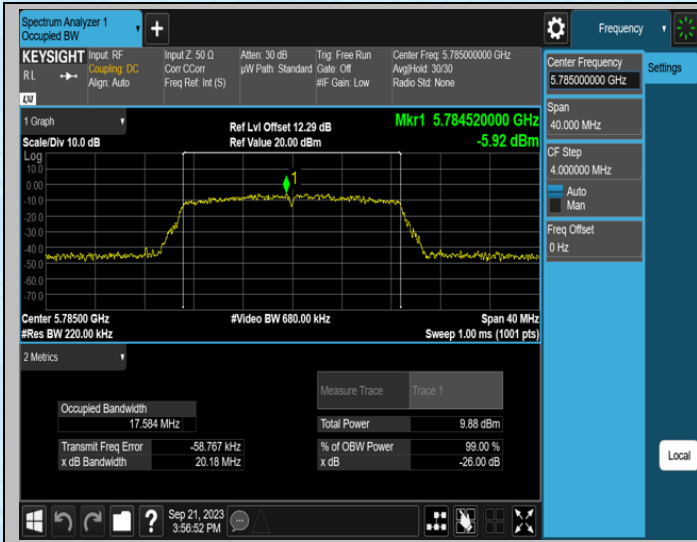 Spectrum Analyzer 1
Occupied BW
+
Frequency
KEYSIGHT
RL
LXI
Input: RF
Coupling: DC
Align: Auto
Input Z: 50 Ω
Corr CCorr
Freq Ref: Int (S)
Atten: 30 dB
µW Path: Standard
Trig: Free Run
Gate: Off
#IF Gain: Low
Center Freq: 5.785000000 GHz
Avg|Hold: 30/30
Radio Std: None
Center Frequency
5.785000000 GHz
Settings
Span
40.000 MHz
CF Step
4.000000 MHz
Auto
Man
Freq Offset
0 Hz
Local
1 Graph
Scale/Div 10.0 dB
Ref Lvl Offset 12.29 dB
Ref Value 20.00 dBm
Mkr1 5.784520000 GHz
-5.92 dBm
Log
10.0
0.00
-10.0
-20.0
-30.0
-40.0
-50.0
-60.0
-70.0
1
Center 5.78500 GHz
#Video BW 680.00 kHz
Span 40 MHz
#Res BW 220.00 kHz
Sweep 1.00 ms (1001 pts)
2 Metrics
Measure Trace
Trace 1
Occupied Bandwidth
17.584 MHz
Total Power
9.88 dBm
Transmit Freq Error
-58.767 kHz
% of OBW Power
99.00 %
x dB Bandwidth
20.18 MHz
x dB
-26.00 dB
?
Sep 21, 2023
3:56:52 PM